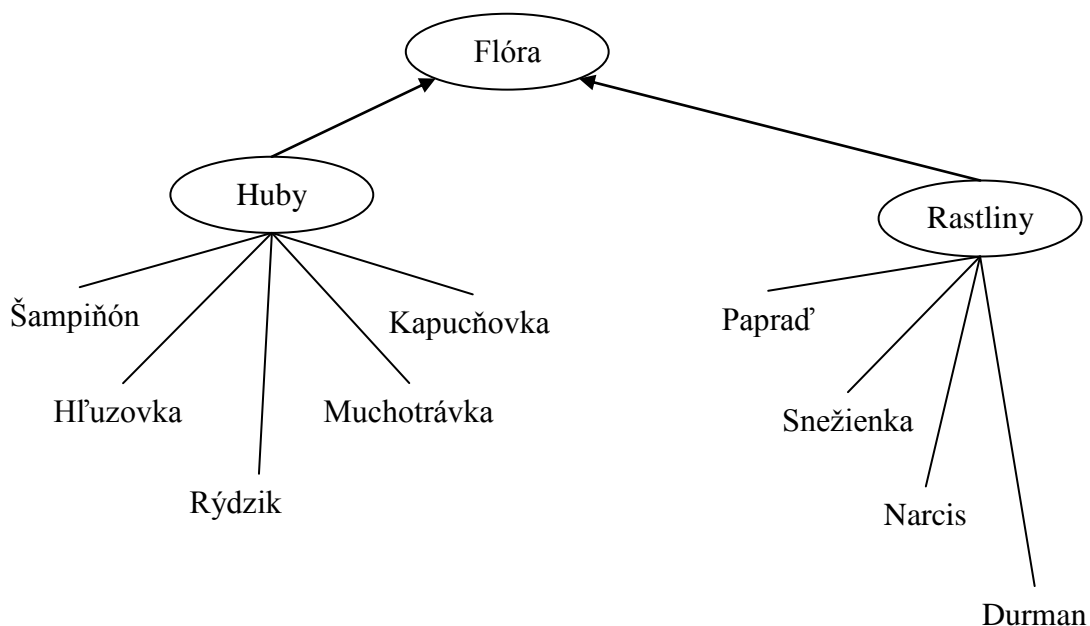 Flóra
Huby
Rastliny
Šampiňón
Kapucňovka
Papraď
Hľuzovka
Muchotrávka
Snežienka
Rýdzik
Narcis
Durman